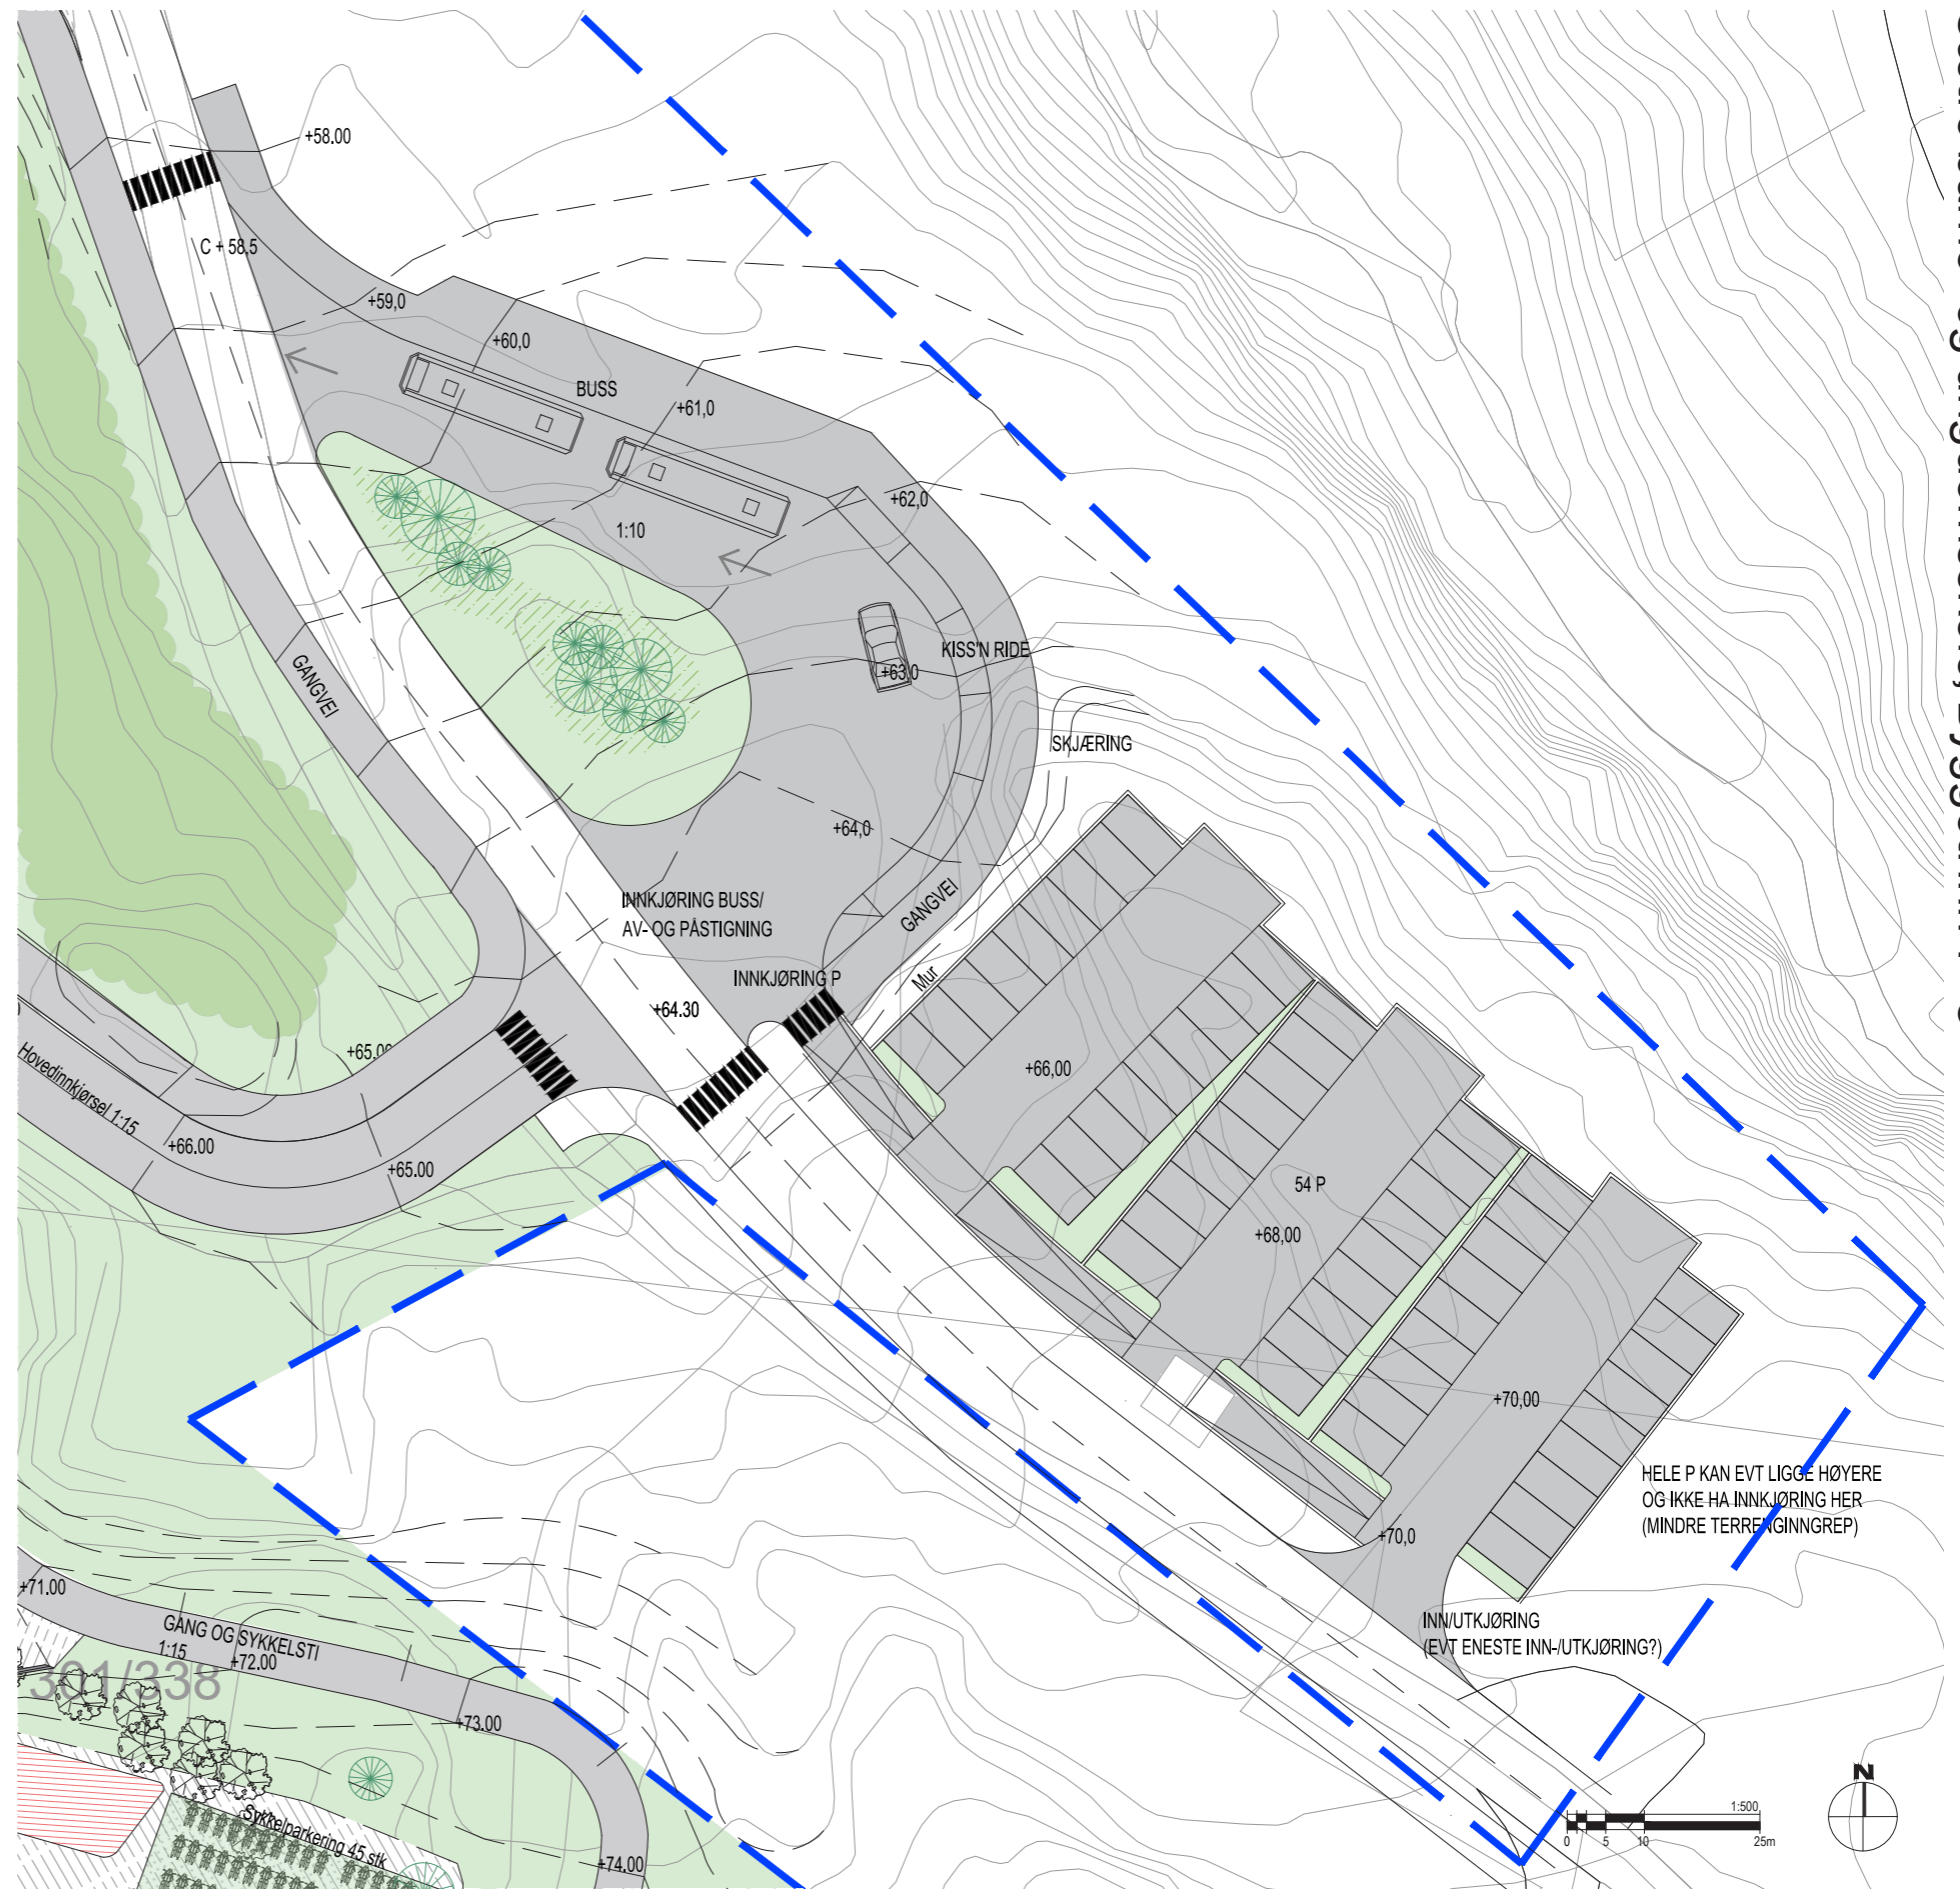 +58.00
C + 58.5
+59,0
+60,0
BUSS
+61,0
+62,0
1:10
KISS'N RIDE
+63,0
GANGVEI
SKJÆRING
+64,0
INNKJØRING BUSS/
AV- OG PÅSTIGNING
GANGVEI
Mur
INNKJØRING P
+64.30
+65.00
+66,00
Hovedinnkjørsel 1:15
+66.00
+65.00
54 P
+68,00
+70,00
HELE P KAN EVT LIGGE HØYERE
OG IKKE HA INNKJØRING HER
(MINDRE TERRENGINNGREP)
+70,0
+71.00
INN/UTKJØRING
(EVT ENESTE INN-/UTKJØRING?)
GANG OG SYKKELSTI
1:15
+72.00
301/338
+73.00
Sykkelparkering 45 stk
+74.00
N
1:500
0 5 10 25m